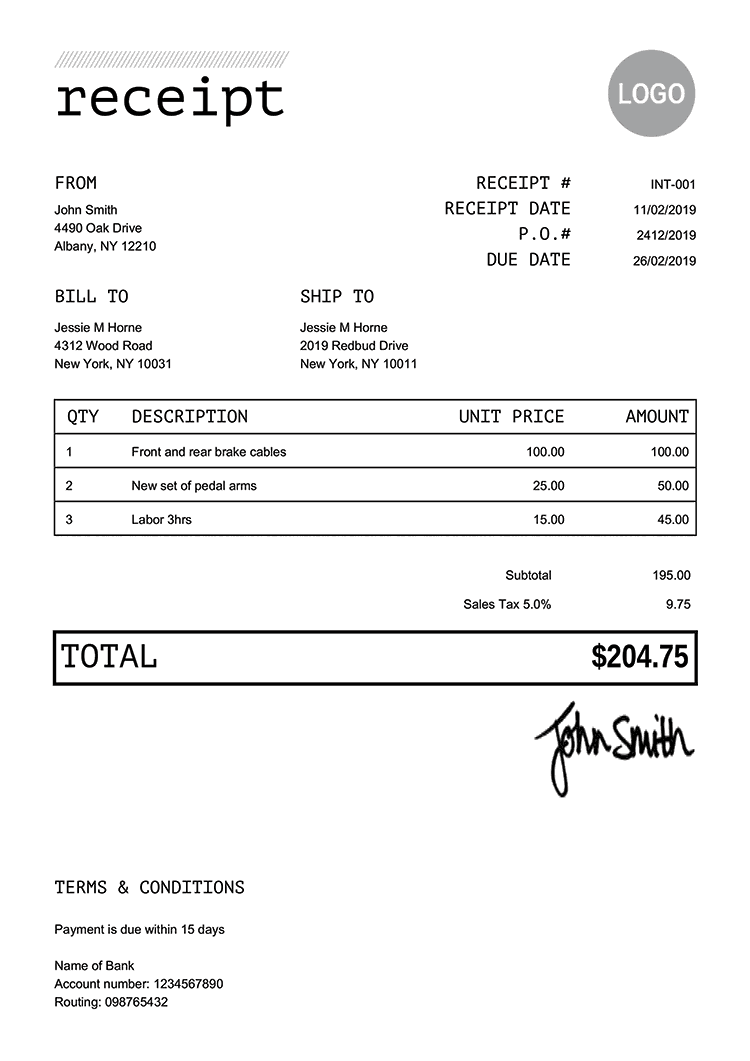 receipt
LOGO
FROM
John Smith
4490 Oak Drive
Albany, NY 12210
RECEIPT # INT-001
RECEIPT DATE 11/02/2019
P.O.# 2412/2019
DUE DATE 26/02/2019
BILL TO
Jessie M Horne
4312 Wood Road
New York, NY 10031
SHIP TO
Jessie M Horne
2019 Redbud Drive
New York, NY 10011
QTY DESCRIPTION UNIT PRICE AMOUNT
1 Front and rear brake cables 100.00 100.00
2 New set of pedal arms 25.00 50.00
3 Labor 3hrs 15.00 45.00
Subtotal 195.00
Sales Tax 5.0% 9.75
TOTAL $204.75
John Smith
TERMS & CONDITIONS
Payment is due within 15 days
Name of Bank
Account number: 1234567890
Routing: 098765432